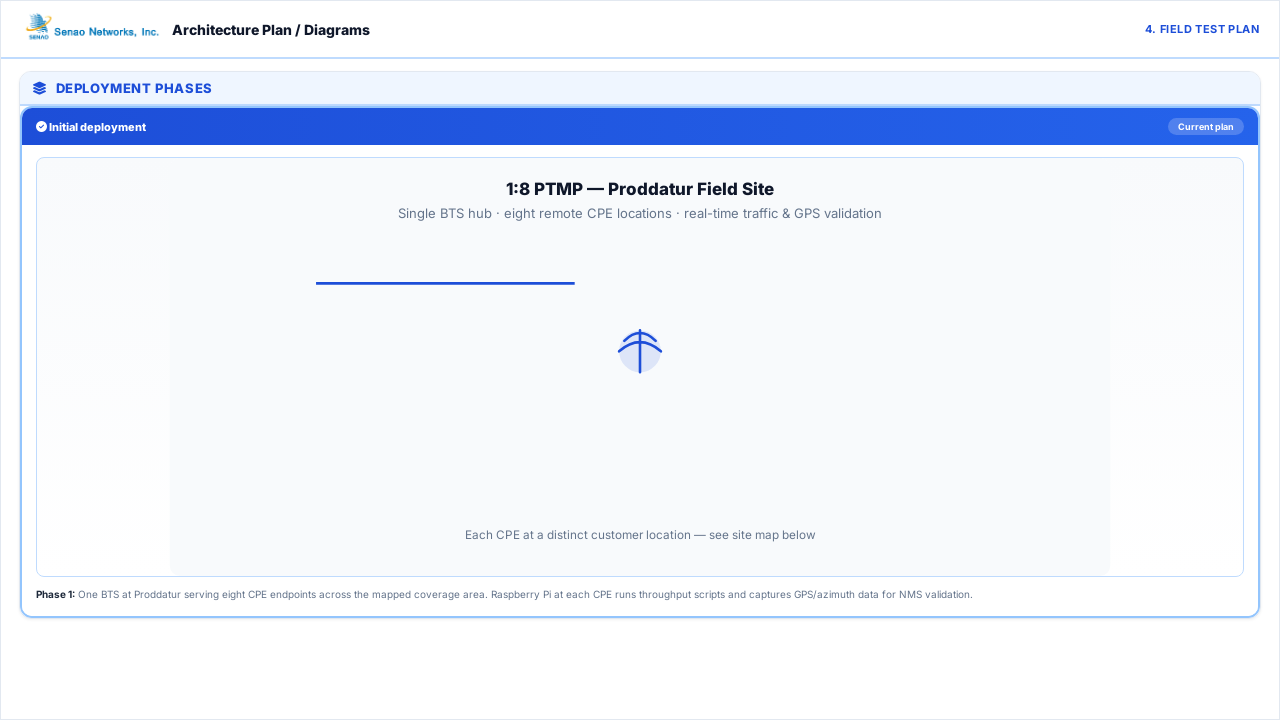 SENAO
Senao Networks, Inc.
Architecture Plan / Diagrams
4. FIELD TEST PLAN
DEPLOYMENT PHASES
Initial deployment
Current plan
1:8 PTMP — Proddatur Field Site
Single BTS hub · eight remote CPE locations · real-time traffic & GPS validation
Each CPE at a distinct customer location — see site map below
Phase 1: One BTS at Proddatur serving eight CPE endpoints across the mapped coverage area. Raspberry Pi at each CPE runs throughput scripts and captures GPS/azimuth data for NMS validation.